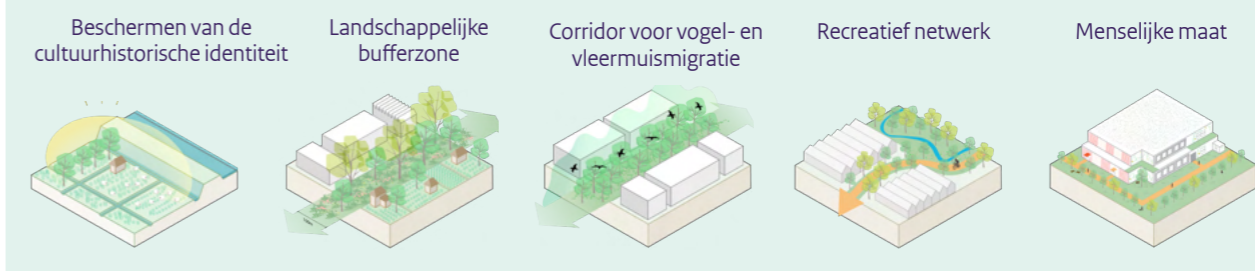 Beschermen van de
cultuurhistorische identiteit
Landschappelijke
bufferzone
Corridor voor vogel- en
vleermuismigratie
Recreatief netwerk
Menselijke maat